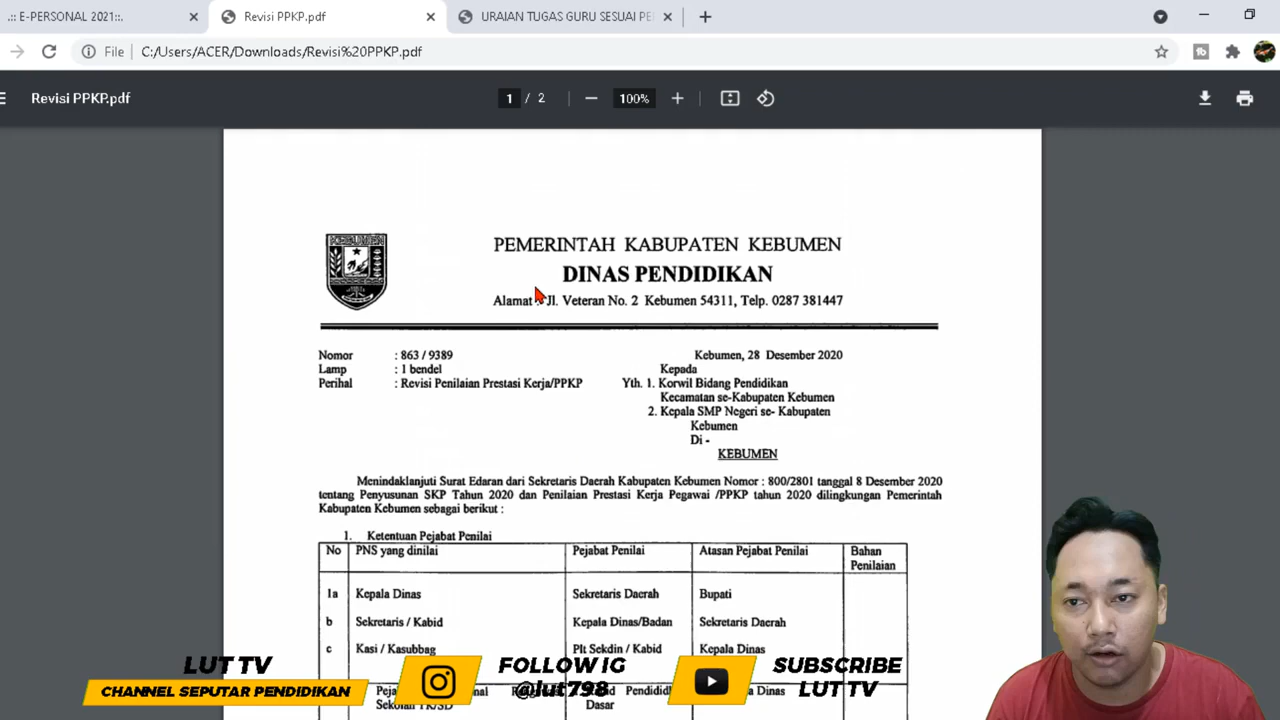 .:: E-PERSONAL 2021::.
Revisi PPKP.pdf
URAIAN TUGAS GURU SESUAI PE
File C:/Users/ACER/Downloads/Revisi%20PPKP.pdf
Revisi PPKP.pdf
1 / 2
100%
PEMERINTAH KABUPATEN KEBUMEN
DINAS PENDIDIKAN
Alamat : Jl. Veteran No. 2 Kebumen 54311, Telp. 0287 381447
Nomor : 863 / 9389
Kebumen, 28 Desember 2020
Lamp : 1 bendel
Kepada
Perihal : Revisi Penilaian Prestasi Kerja/PPKP
Yth. 1. Korwil Bidang Pendidikan
Kecamatan se-Kabupaten Kebumen
2. Kepala SMP Negeri se- Kabupaten
Kebumen
Di -
KEBUMEN
Menindaklanjuti Surat Edaran dari Sekretaris Daerah Kabupaten Kebumen Nomor : 800/2801 tanggal 8 Desember 2020
tentang Penyusunan SKP Tahun 2020 dan Penilaian Prestasi Kerja Pegawai /PPKP tahun 2020 dilingkungan Pemerintah
Kabupaten Kebumen sebagai berikut :
1. Ketentuan Pejabat Penilai
No PNS yang dinilai Pejabat Penilai Atasan Pejabat Penilai Bahan
Penilaian
1a Kepala Dinas Sekretaris Daerah Bupati
b Sekretaris / Kabid Kepala Dinas/Badan Sekretaris Daerah
c Kasi / Kasubbag Plt Sekdin / Kabid Kepala Dinas
Sekolah TK/SD Dasar
LUT TV
CHANNEL SEPUTAR PENDIDIKAN
FOLLOW IG
@lut798
SUBSCRIBE
LUT TV